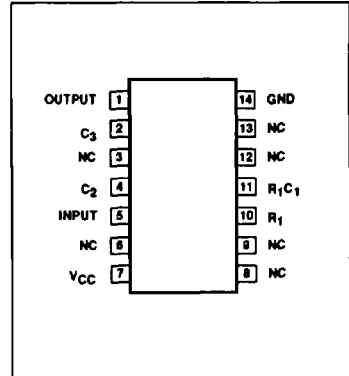 OUTPUT 1 14 GND
C3 2 13 NC
NC 3 12 NC
C2 4 11 R1C1
INPUT 5 10 R1
NC 6 9 NC
VCC 7 8 NC